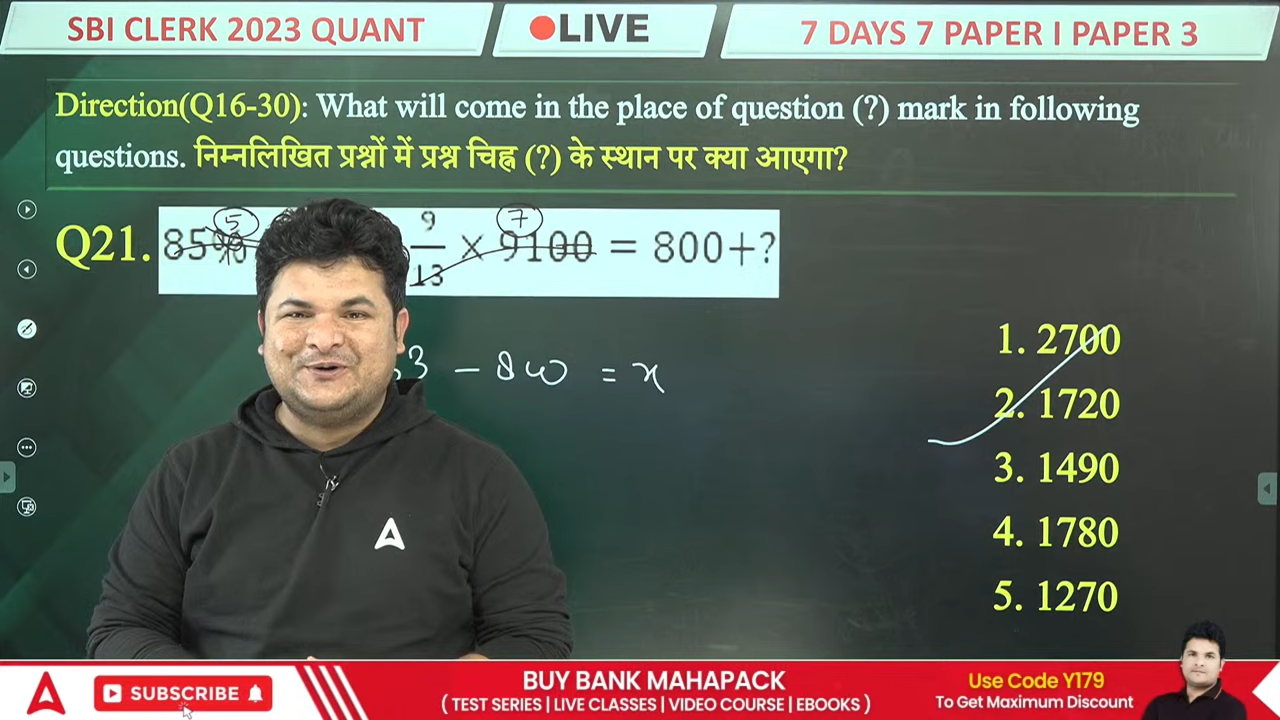 SBI CLERK 2023 QUANT
LIVE
7 DAYS 7 PAPER I PAPER 3
Direction(Q16-30): What will come in the place of question (?) mark in following
questions. निम्नलिखित प्रश्नों में प्रश्न चिह्न (?) के स्थान पर क्या आएगा?
5
7
Q21.
9
13
× 9100 = 800+?
3 - 800 = x
1. 2700
2. 1720
3. 1490
4. 1780
5. 1270
SUBSCRIBE
BUY BANK MAHAPACK
( TEST SERIES | LIVE CLASSES | VIDEO COURSE | EBOOKS )
Use Code Y179
To Get Maximum Discount